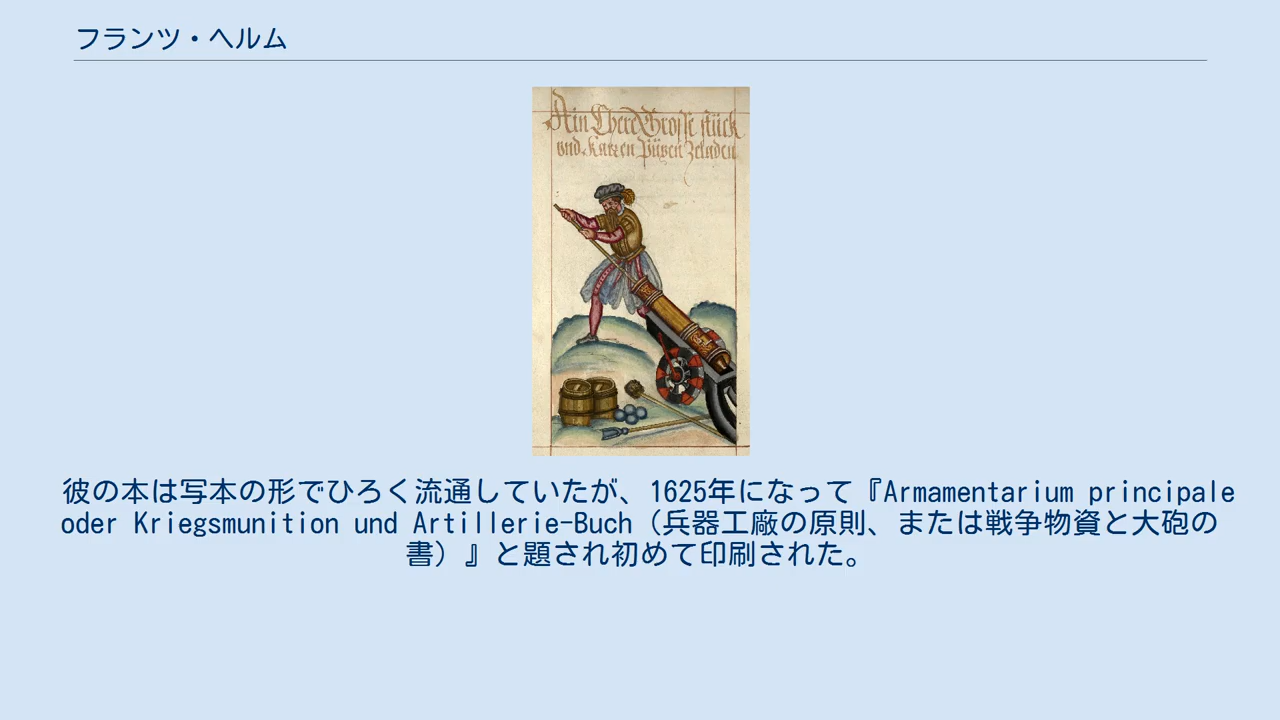 フランツ・ヘルム
Ain
und
彼の本は写本の形でひろく流通していたが、1625年になって『Armamentarium principale
oder Kriegsmunition und Artillerie-Buch（兵器工廠の原則、または戦争物資と大砲の
書）』と題され初めて印刷された。